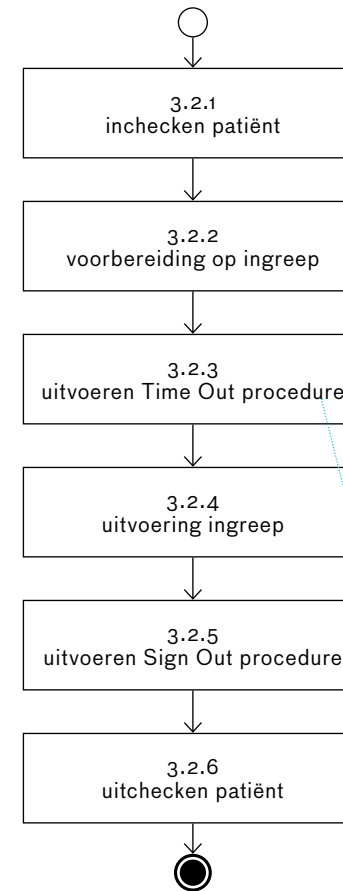 3.2.1
inchecken patiënt
3.2.2
voorbereiding op ingreep
3.2.3
uitvoeren Time Out procedure
3.2.4
uitvoering ingreep
3.2.5
uitvoeren Sign Out procedure
3.2.6
uitchecken patiënt